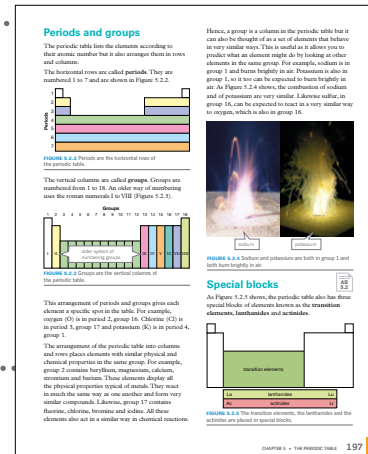 Periods and groups
The periodic table lists the elements according
to their atomic number but it also arranges them in rows
and columns.
The horizontal rows are called periods. They are
numbered 1 to 7 and are shown in Figure 5.2.2.
Periods
1
2
3
4
5
6
7
FIGURE 5.2.2 Periods are the horizontal rows of
the periodic table.
The vertical columns are called groups. Groups are
numbered from 1 to 18. An older way of numbering
uses the roman numerals I to VIII (Figure 5.2.3).
Groups
1 2 3 4 5 6 7 8 9 10 11 12 13 14 15 16 17 18
I II III IV V VI VII VIII
older system of
numbering groups
FIGURE 5.2.3 Groups are the vertical columns of
the periodic table.
This arrangement of periods and groups gives each
element a specific spot in the table. For example,
oxygen (O) is in period 2, group 16. Chlorine (Cl) is
in period 3, group 17 and potassium (K) is in period 4,
group 1.
The arrangement of the periodic table into columns
and rows places elements with similar physical and
chemical properties in the same group. For example,
group 2 contains beryllium, magnesium, calcium,
strontium and barium. These elements display all
the physical properties typical of metals. They react
in much the same way as one another and form very
similar compounds. Likewise, group 17 contains
fluorine, chlorine, bromine and iodine. All these
elements also act in a similar way in chemical reactions.
Hence, a group is a column in the periodic table but it
can also be thought of as a set of elements that behave
in very similar ways. This is useful as it allows you to
predict what an element might do by looking at other
elements in the same group. For example, sodium is in
group 1 and burns brightly in air. Potassium is also in
group 1, so it too can be expected to burn brightly in
air. As Figure 5.2.4 shows, the combustion of sodium
and of potassium are very similar. Likewise sulfur, in
group 16, can be expected to react in a very similar way
to oxygen, which is also in group 16.
sodium
potassium
FIGURE 5.2.4 Sodium and potassium are both in group 1 and
both burn brightly in air.
AB
5.2
Special blocks
As Figure 5.2.5 shows, the periodic table also has three
special blocks of elements known as the transition
elements, lanthanides and actinides.
transition elements
La lanthanides Lu
Ac actinides Lr
FIGURE 5.2.5 The transition elements, the lanthanides and the
actinides are placed in special blocks.
CHAPTER 5 • THE PERIODIC TABLE 197